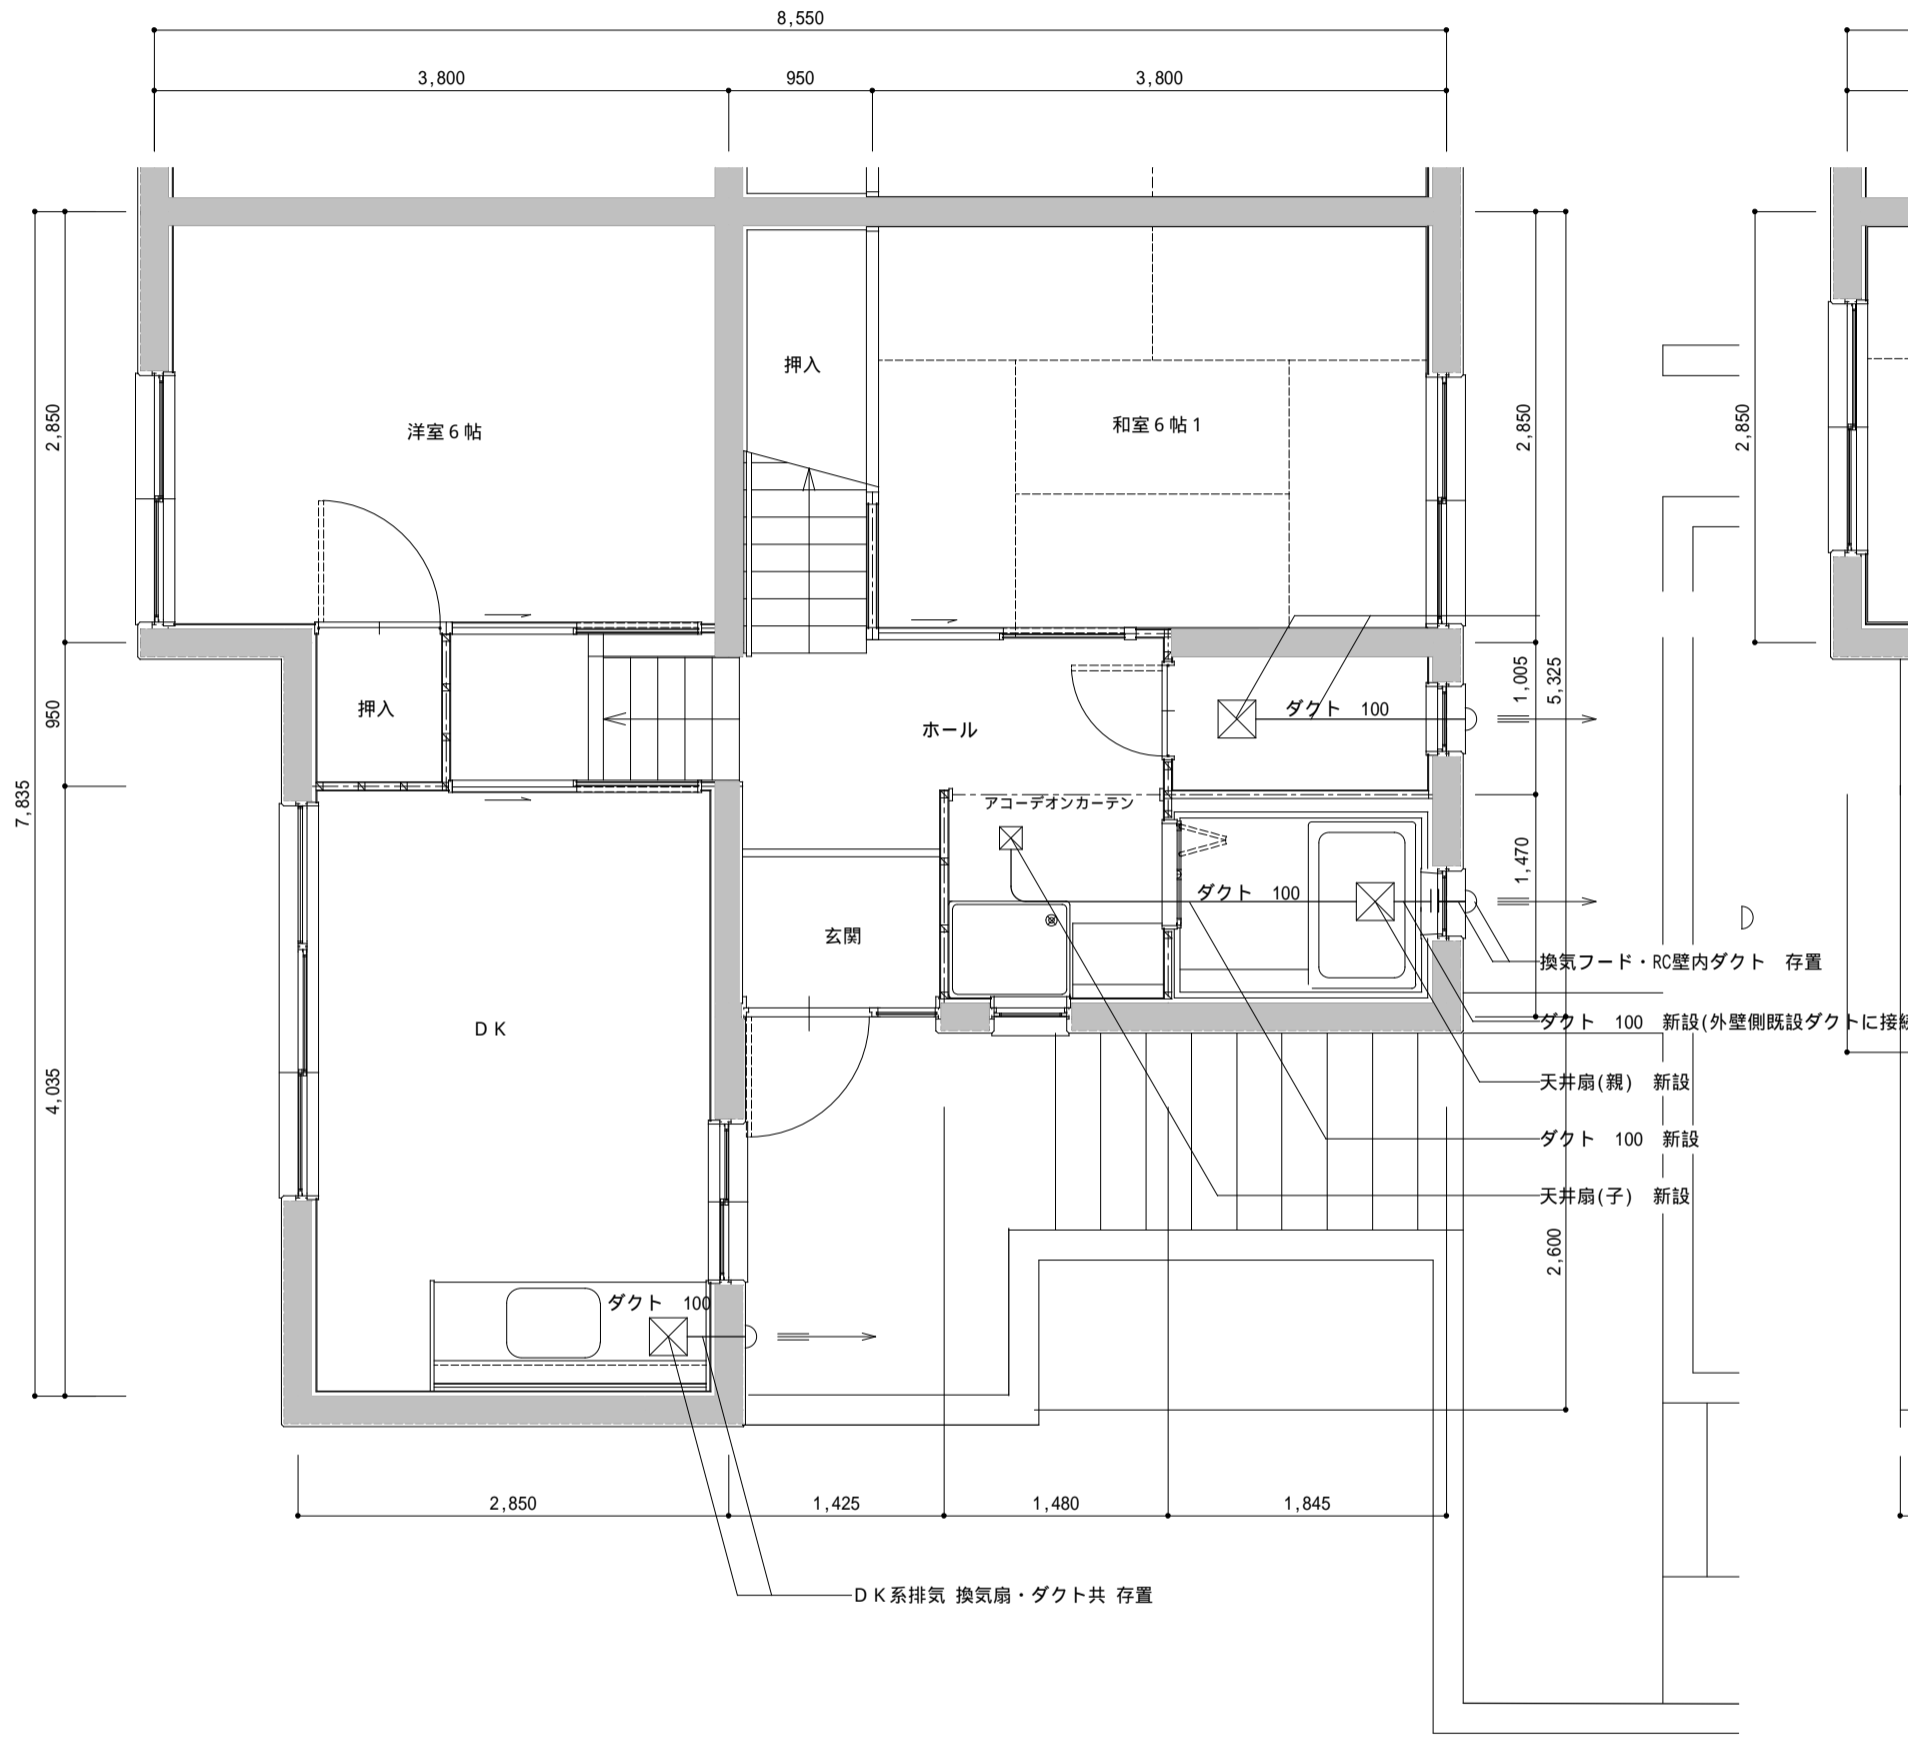 8,550
3,800
950
3,800
押入
洋室６帖
和室６帖１
2,850
2,850
2,850
押入
950
ホール
ダクト　100
1,005
5,325
7,835
アコーデオンカーテン
1,470
ダクト　100
玄関
換気フード・RC壁内ダクト　存置
ＤＫ
ダクト　100　新設(外壁側既設ダクトに接続
4,035
天井扇(親)　新設
ダクト　100　新設
天井扇(子)　新設
2,600
ダクト　100
2,850
1,425
1,480
1,845
ＤＫ系排気 換気扇・ダクト共 存置